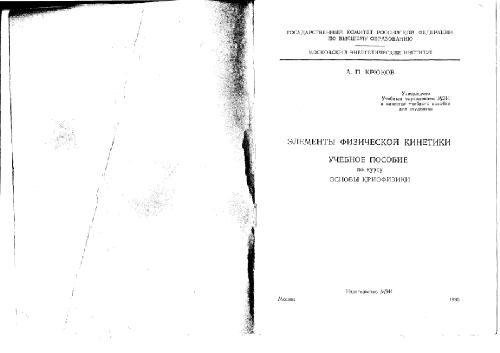 ГОСУДАРСТВЕННЫЙ КОМИТЕТ РОССИЙСКОЙ ФЕДЕРАЦИИ
ПО ВЫСШЕМУ ОБРАЗОВАНИЮ
МОСКОВСКИЙ ЭНЕРГЕТИЧЕСКИЙ ИНСТИТУТ
А. П. КРЮКОВ
Утверждено
Учебным управлением МЭИ
в качестве учебного пособия
для студентов
ЭЛЕМЕНТЫ ФИЗИЧЕСКОЙ КИНЕТИКИ
УЧЕБНОЕ ПОСОБИЕ
по курсу
ОСНОВЫ КРИОФИЗИКИ
Издательство МЭИ
Москва